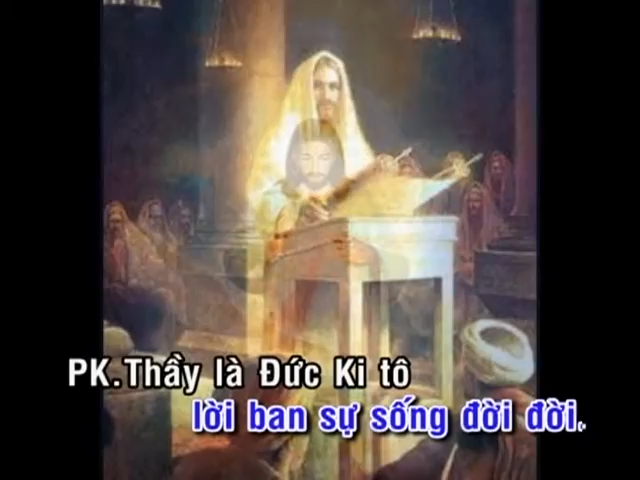 PK.Thầy là Đức Ki tô
lời ban sự sống đời đời.